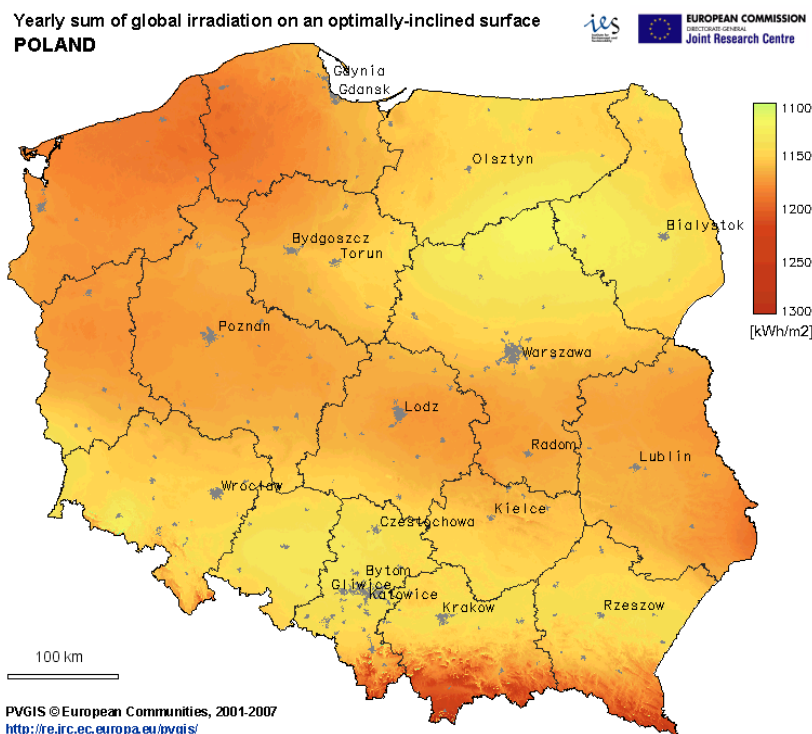 Yearly sum of global irradiation on an optimally-inclined surface
POLAND
ies
EUROPEAN COMMISSION
DIRECTORATE-GENERAL
Joint Research Centre
Gdynia
Gdansk
1100
Olsztyn
1150
Bialystok
1200
Bydgoszcz
Torun
1250
1300
[kWh/m2]
Poznan
Warszawa
Lodz
Radom
Lublin
Wroclaw
Kielce
Czestochowa
Bytom
Gliwice
Katowice
Krakow
Rzeszow
100 km
PVGIS © European Communities, 2001-2007
http://re.jrc.ec.europa.eu/pvgis/